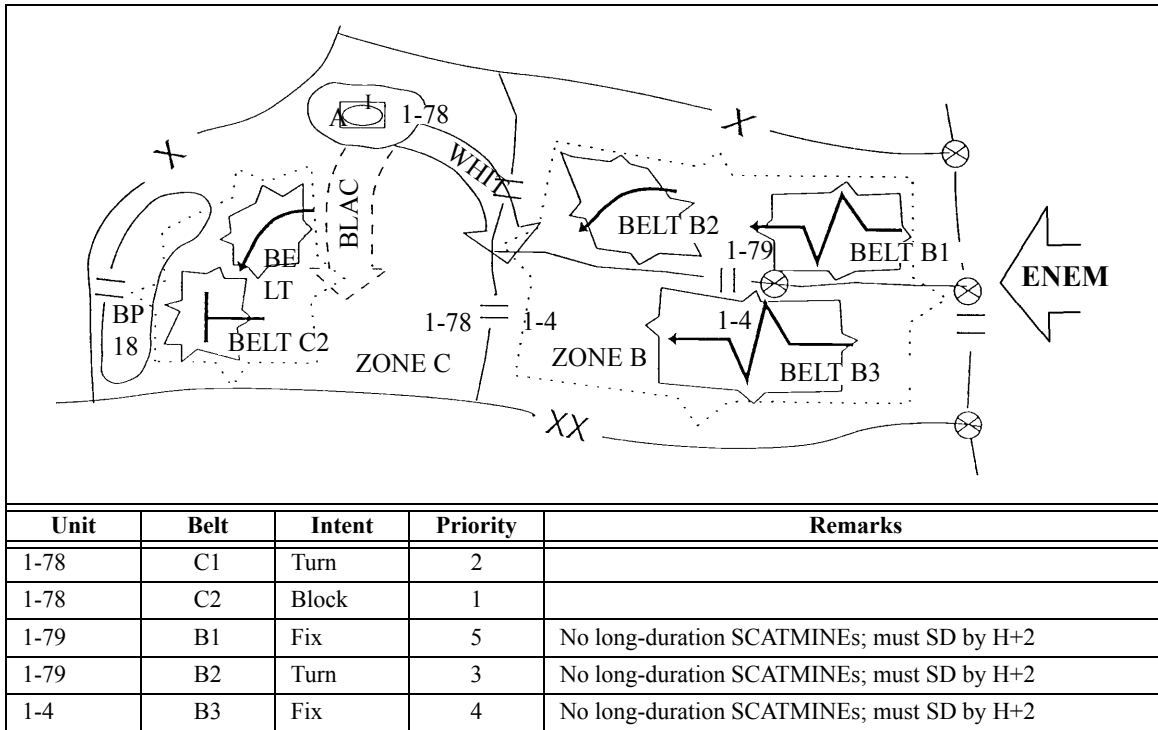 I
A 1-78
X
X
WHIT
BLAC
BELT B2
1-79
BELT B1
BE
LT
ENEM
BP
18
1-78
1-4
1-4
BELT C2
ZONE C
ZONE B
BELT B3
XX
Unit Belt Intent Priority Remarks
1-78 C1 Turn 2
1-78 C2 Block 1
1-79 B1 Fix 5 No long-duration SCATMINEs; must SD by H+2
1-79 B2 Turn 3 No long-duration SCATMINEs; must SD by H+2
1-4 B3 Fix 4 No long-duration SCATMINEs; must SD by H+2